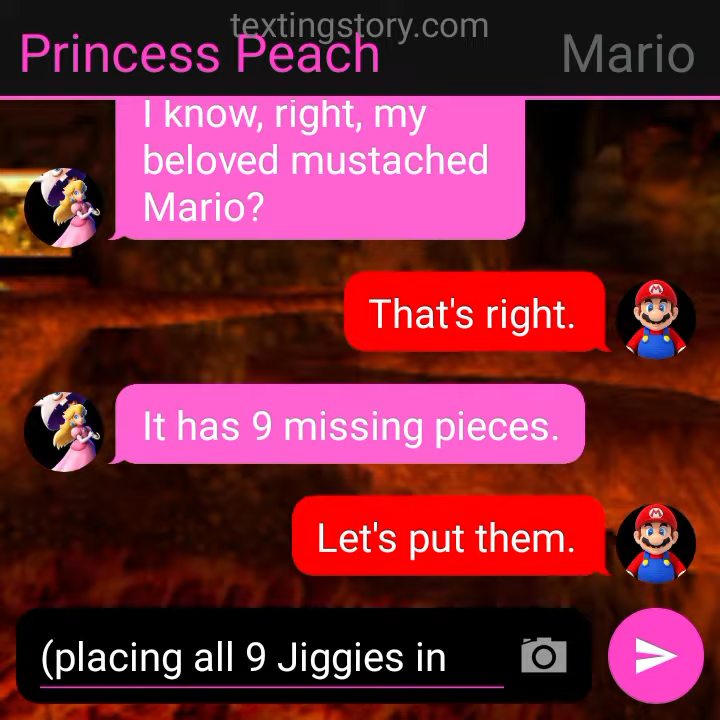 textingstory.com
Princess Peach
Mario
I know, right, my
beloved mustached
Mario?
That's right.
It has 9 missing pieces.
Let's put them.
(placing all 9 Jiggies in